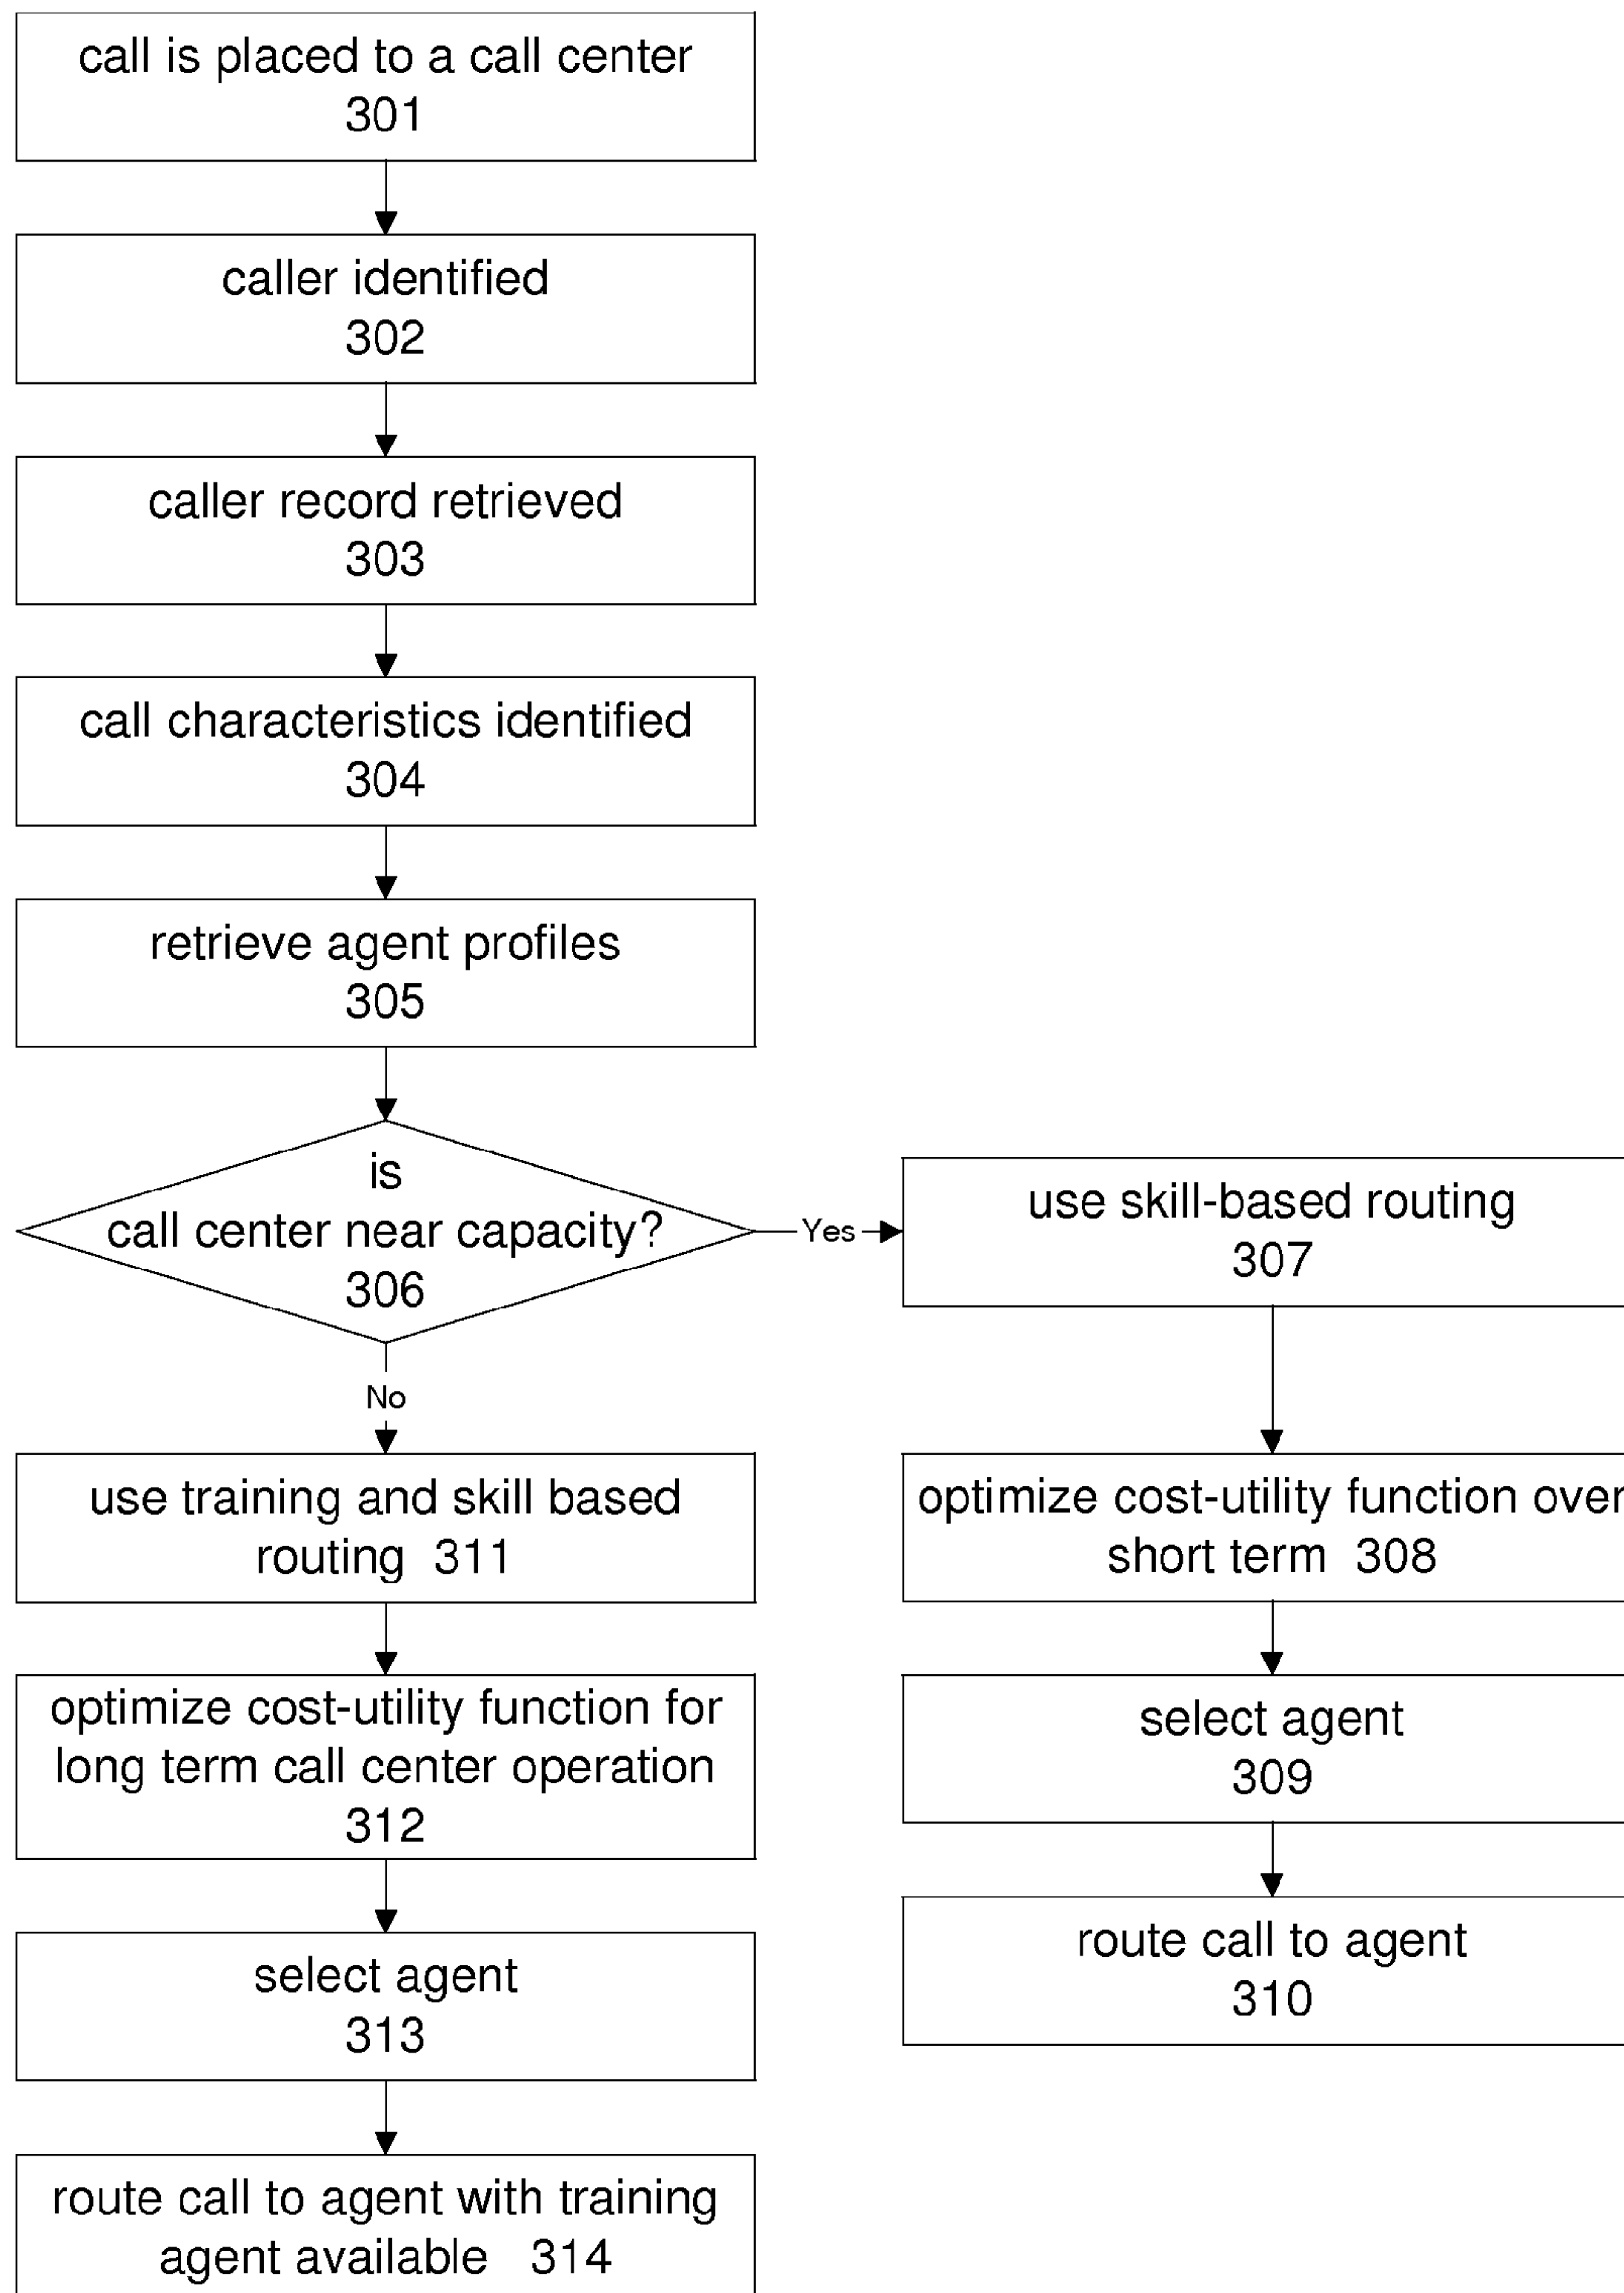 call is placed to a call center
301
caller identified
302
caller record retrieved
303
call characteristics identified
304
retrieve agent profiles
305
is
call center near capacity?
306
Yes
use skill-based routing
307
optimize cost-utility function over
short term 308
select agent
309
route call to agent
310
No
use training and skill based
routing 311
optimize cost-utility function for
long term call center operation
312
select agent
313
route call to agent with training
agent available 314